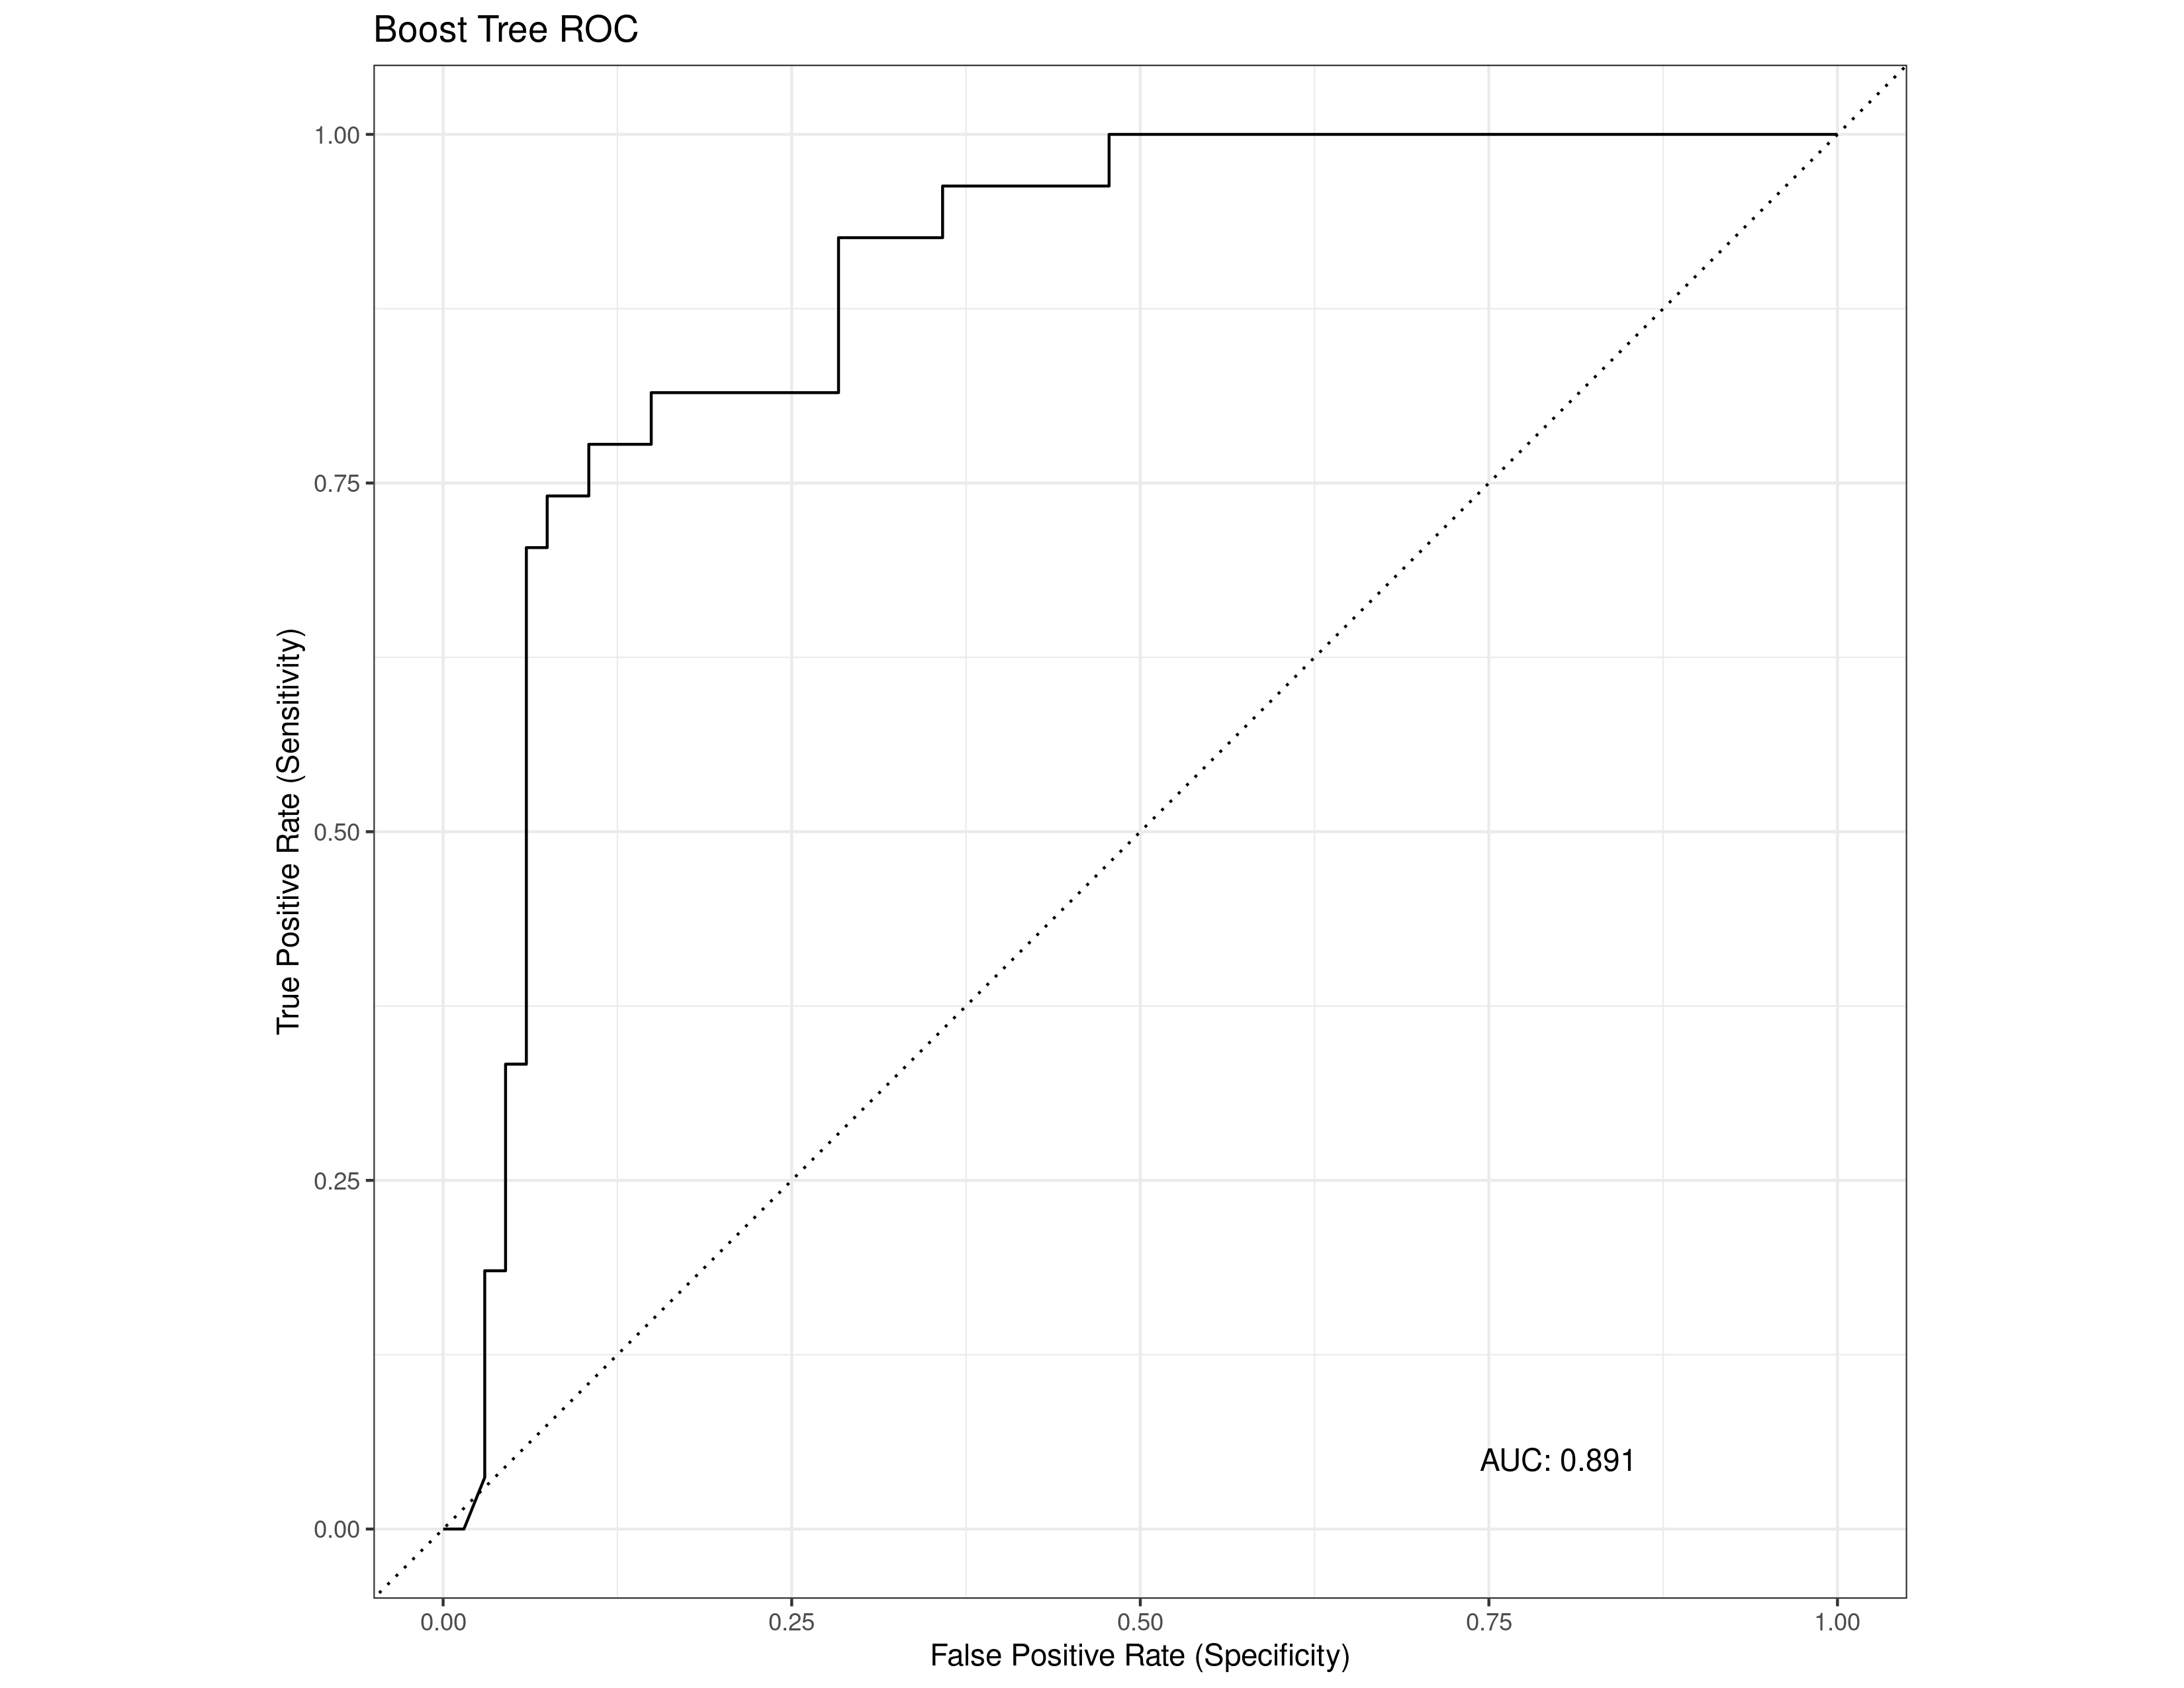 Boost Tree ROC
True Positive Rate (Sensitivity)
1.00
0.75
0.50
0.25
0.00
AUC: 0.891
0.00 0.25 0.50 0.75 1.00
False Positive Rate (Specificity)